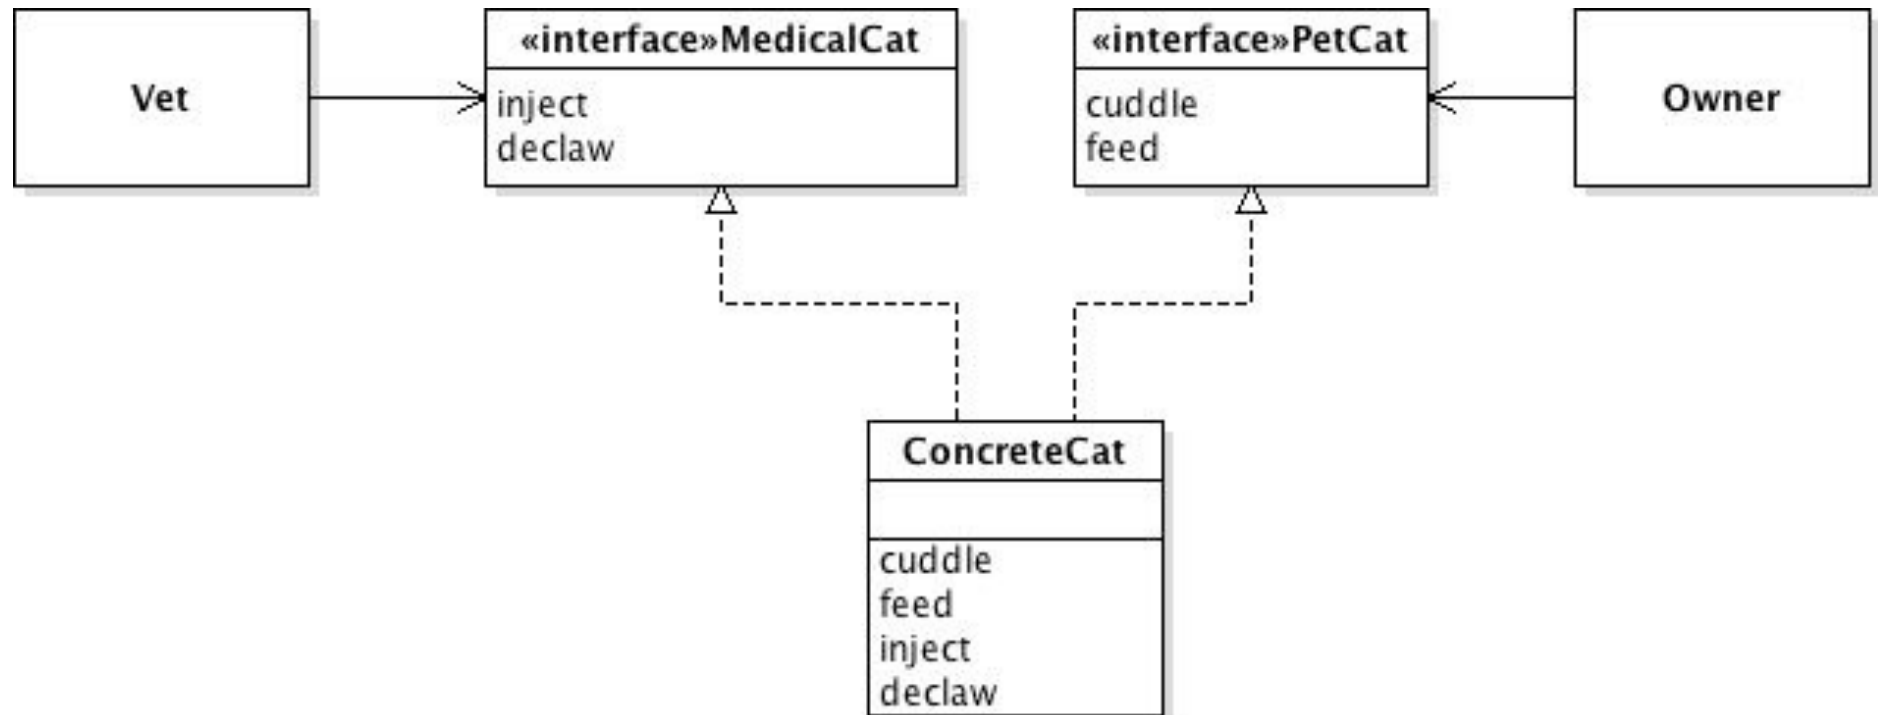 Vet
«interface»MedicalCat
inject
declaw
«interface»PetCat
cuddle
feed
Owner
ConcreteCat
cuddle
feed
inject
declaw